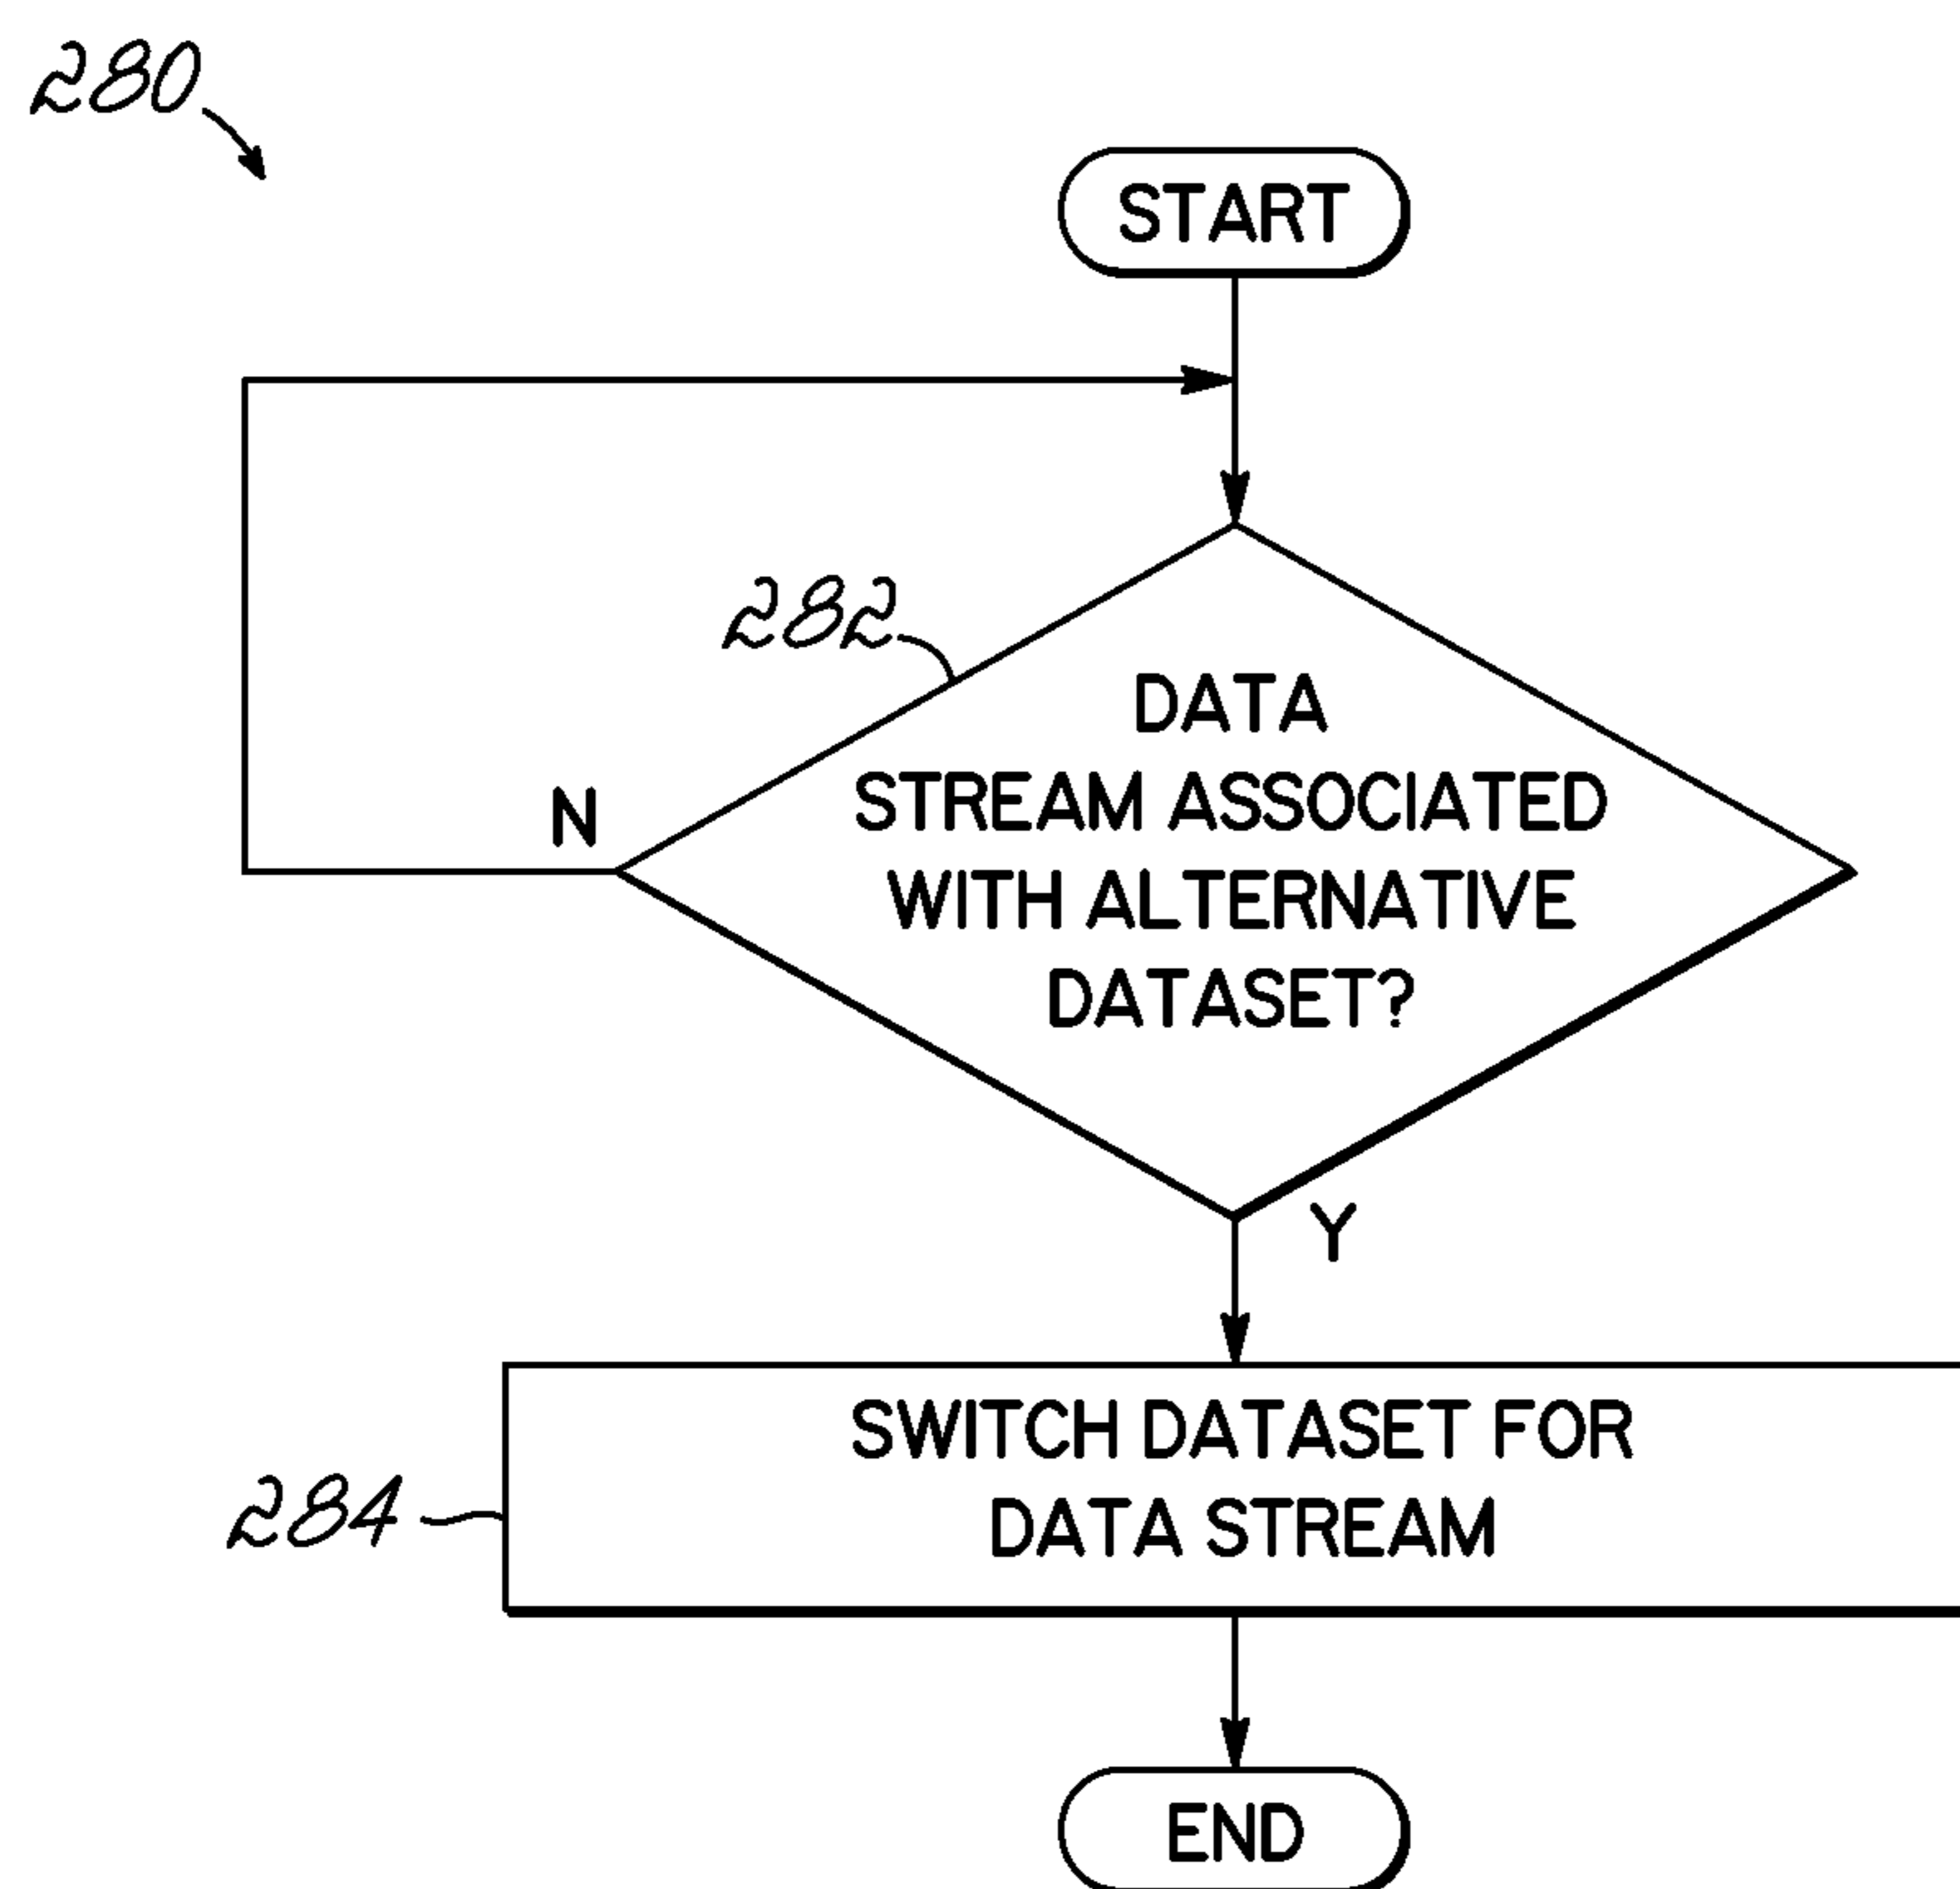 280
START
282
DATA
STREAM ASSOCIATED
WITH ALTERNATIVE
DATASET?
N
Y
SWITCH DATASET FOR
DATA STREAM
284
END